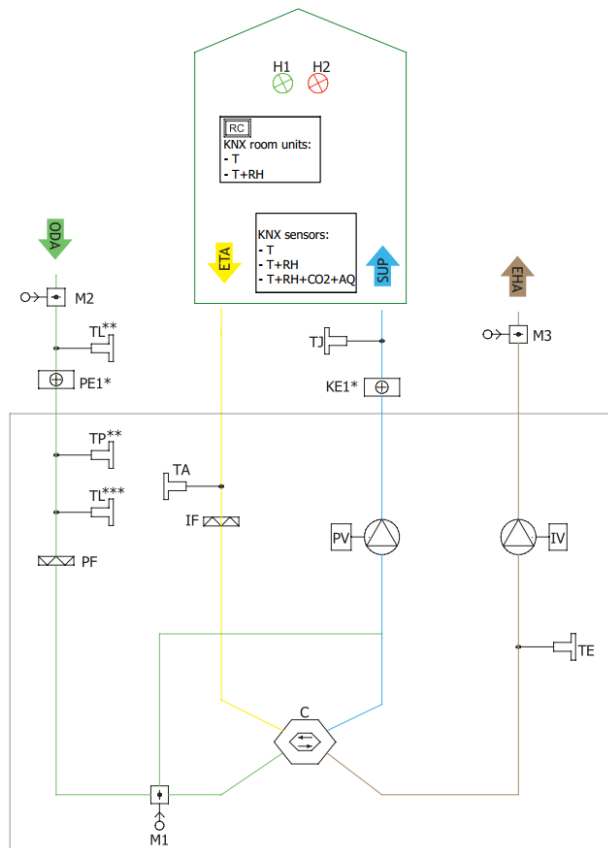 H1 H2
RC
KNX room units:
- T
- T+RH
KNX sensors:
- T
- T+RH
- T+RH+CO2+AQ
ODA
ETA
SUP
EHA
M2
TL**
PE1*
TJ
KE1*
M3
TP**
TL***
TA
IF
PF
PV
IV
TE
C
M1